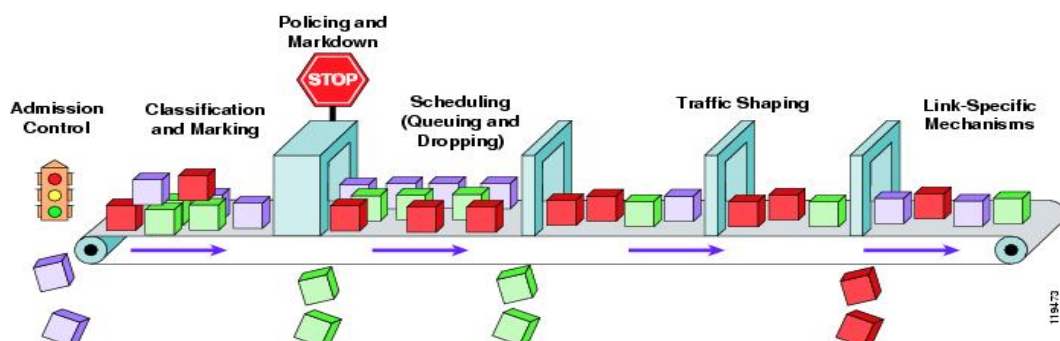 Policing and
Markdown
STOP
Admission
Control
Classification
and Marking
Scheduling
(Queuing and
Dropping)
Traffic Shaping
Link-Specific
Mechanisms
119473